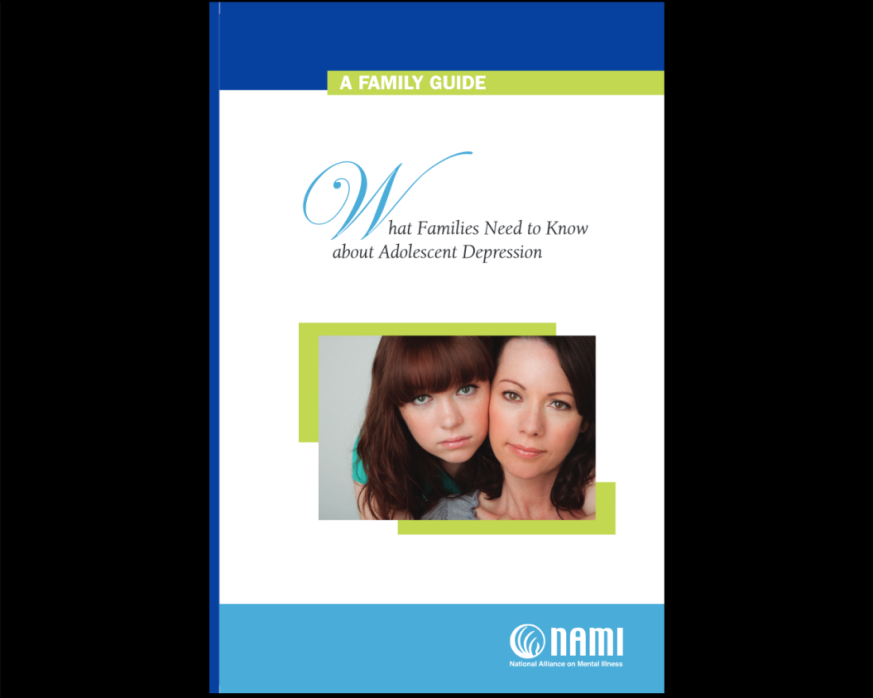 A FAMILY GUIDE
What Families Need to Know
about Adolescent Depression
NAMI
National Alliance on Mental Illness